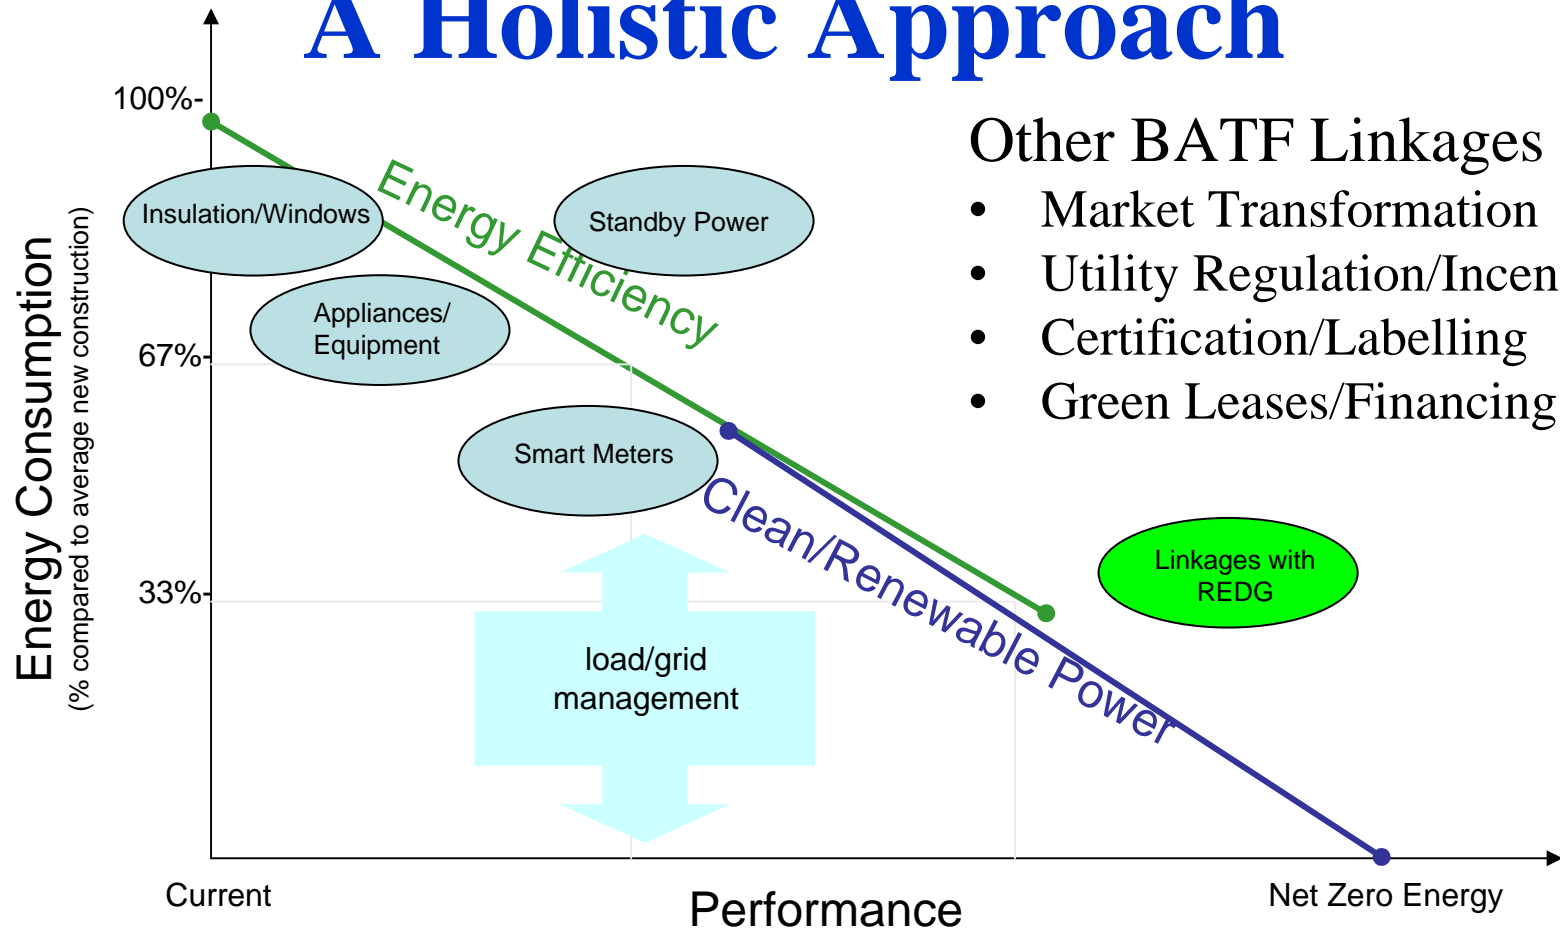 A Holistic Approach
100%-
Other BATF Linkages
• Market Transformation
• Utility Regulation/Incen
• Certification/Labelling
• Green Leases/Financing
Energy Efficiency
Insulation/Windows
Standby Power
Appliances/
Equipment
67%-
Energy Consumption
(% compared to average new construction)
Smart Meters
Clean/Renewable Power
Linkages with
REDG
33%-
load/grid
management
Current
Performance
Net Zero Energy